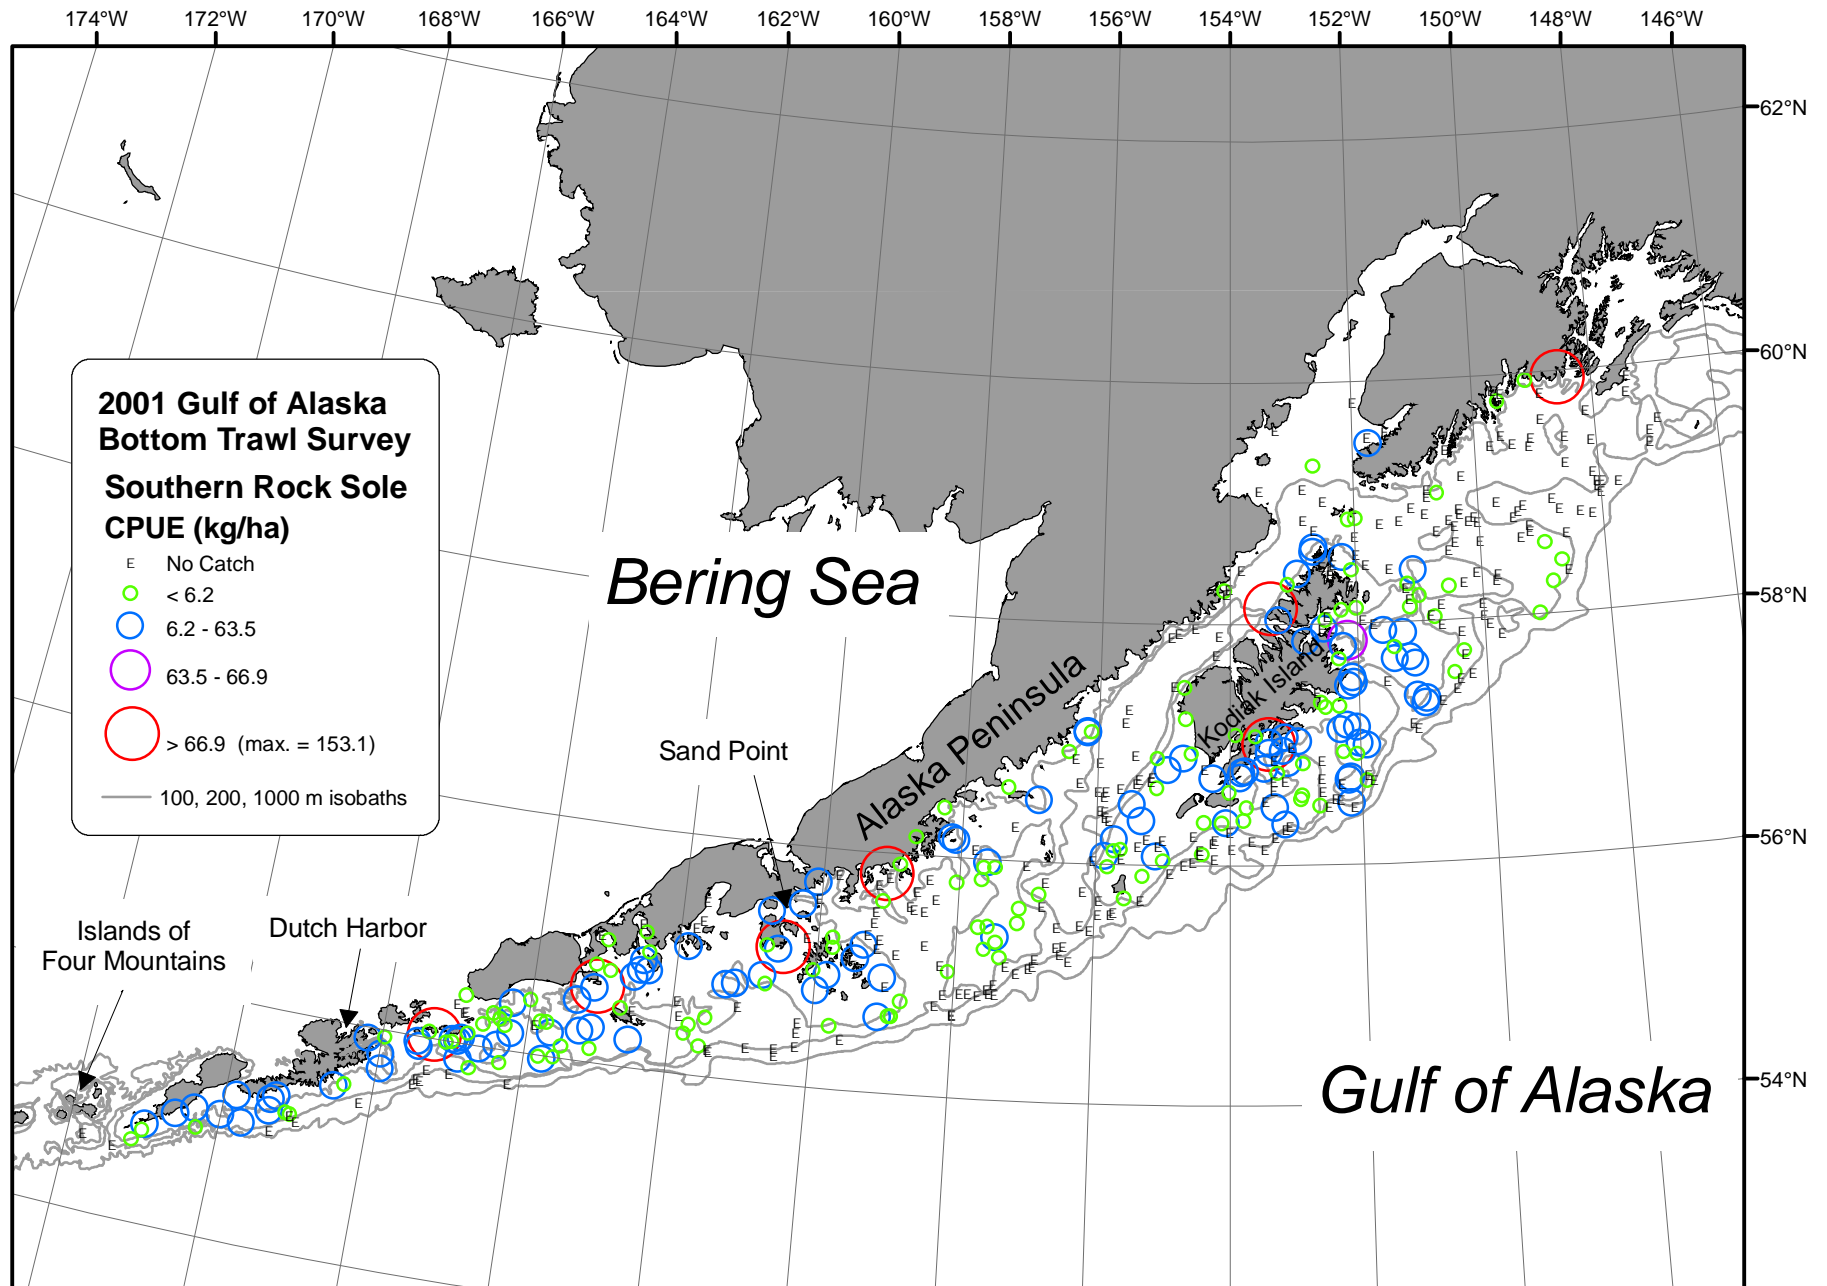 174°W 172°W 170°W 168°W 166°W 164°W 162°W 160°W 158°W 156°W 154°W 152°W 150°W 148°W 146°W
62°N
60°N
58°N
56°N
54°N
2001 Gulf of Alaska
Bottom Trawl Survey
Southern Rock Sole
CPUE (kg/ha)
E No Catch
< 6.2
6.2 - 63.5
63.5 - 66.9
> 66.9 (max. = 153.1)
100, 200, 1000 m isobaths
Bering Sea
Alaska Peninsula
Kodiak Island
Sand Point
Dutch Harbor
Islands of
Four Mountains
Gulf of Alaska